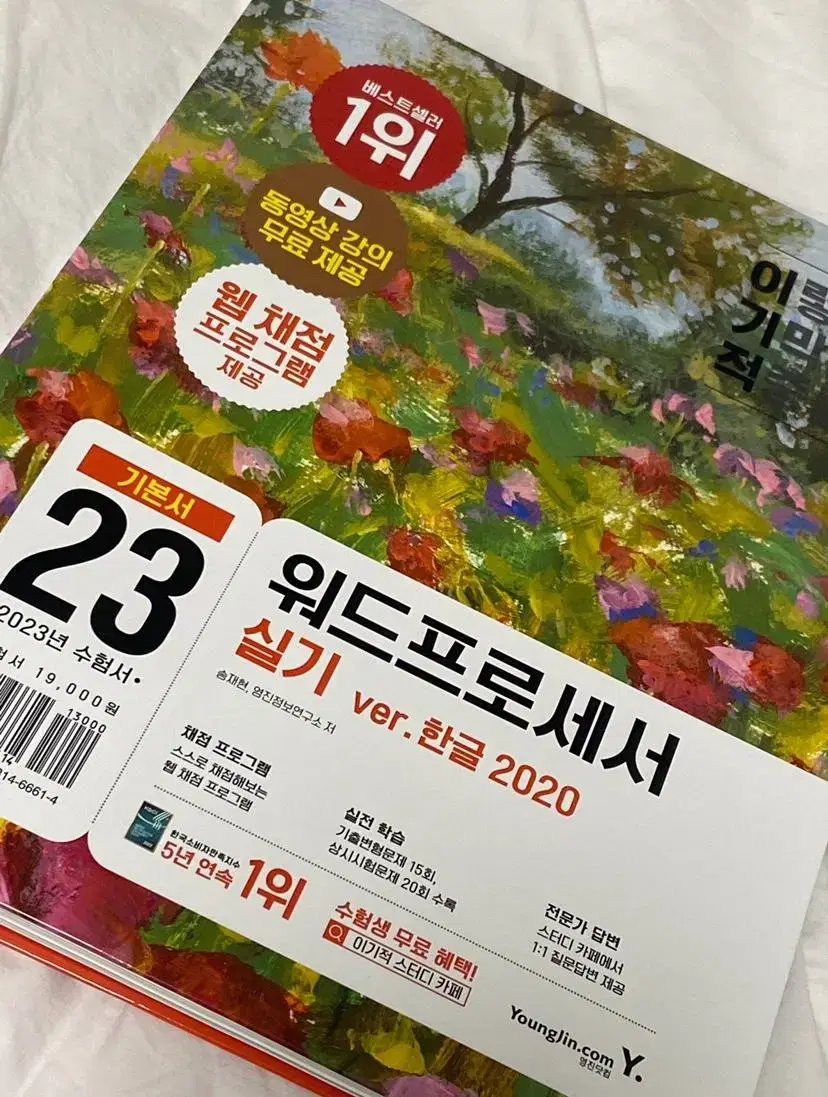 베스트셀러
1위
동영상 강의
무료 제공
웹 채점
프로그램
제공
이기적
기본서
23
2023년 수험서
19,000원
13000
14
314-6661-4
워드프로세서
실기 ver.한글 2020
송재현, 영진정보연구소 저
채점 프로그램
스스로 채점해보는
웹 채점 프로그램
실전 학습
기출변형문제 15회,
상시시험문제 20회 수록
전문가 답변
스터디 카페에서
1:1 질문답변 제공
한국소비자만족지수
5년 연속 1위
수험생 무료 혜택!
이기적 스터디 카페
YoungJin.com Y.
영진닷컴